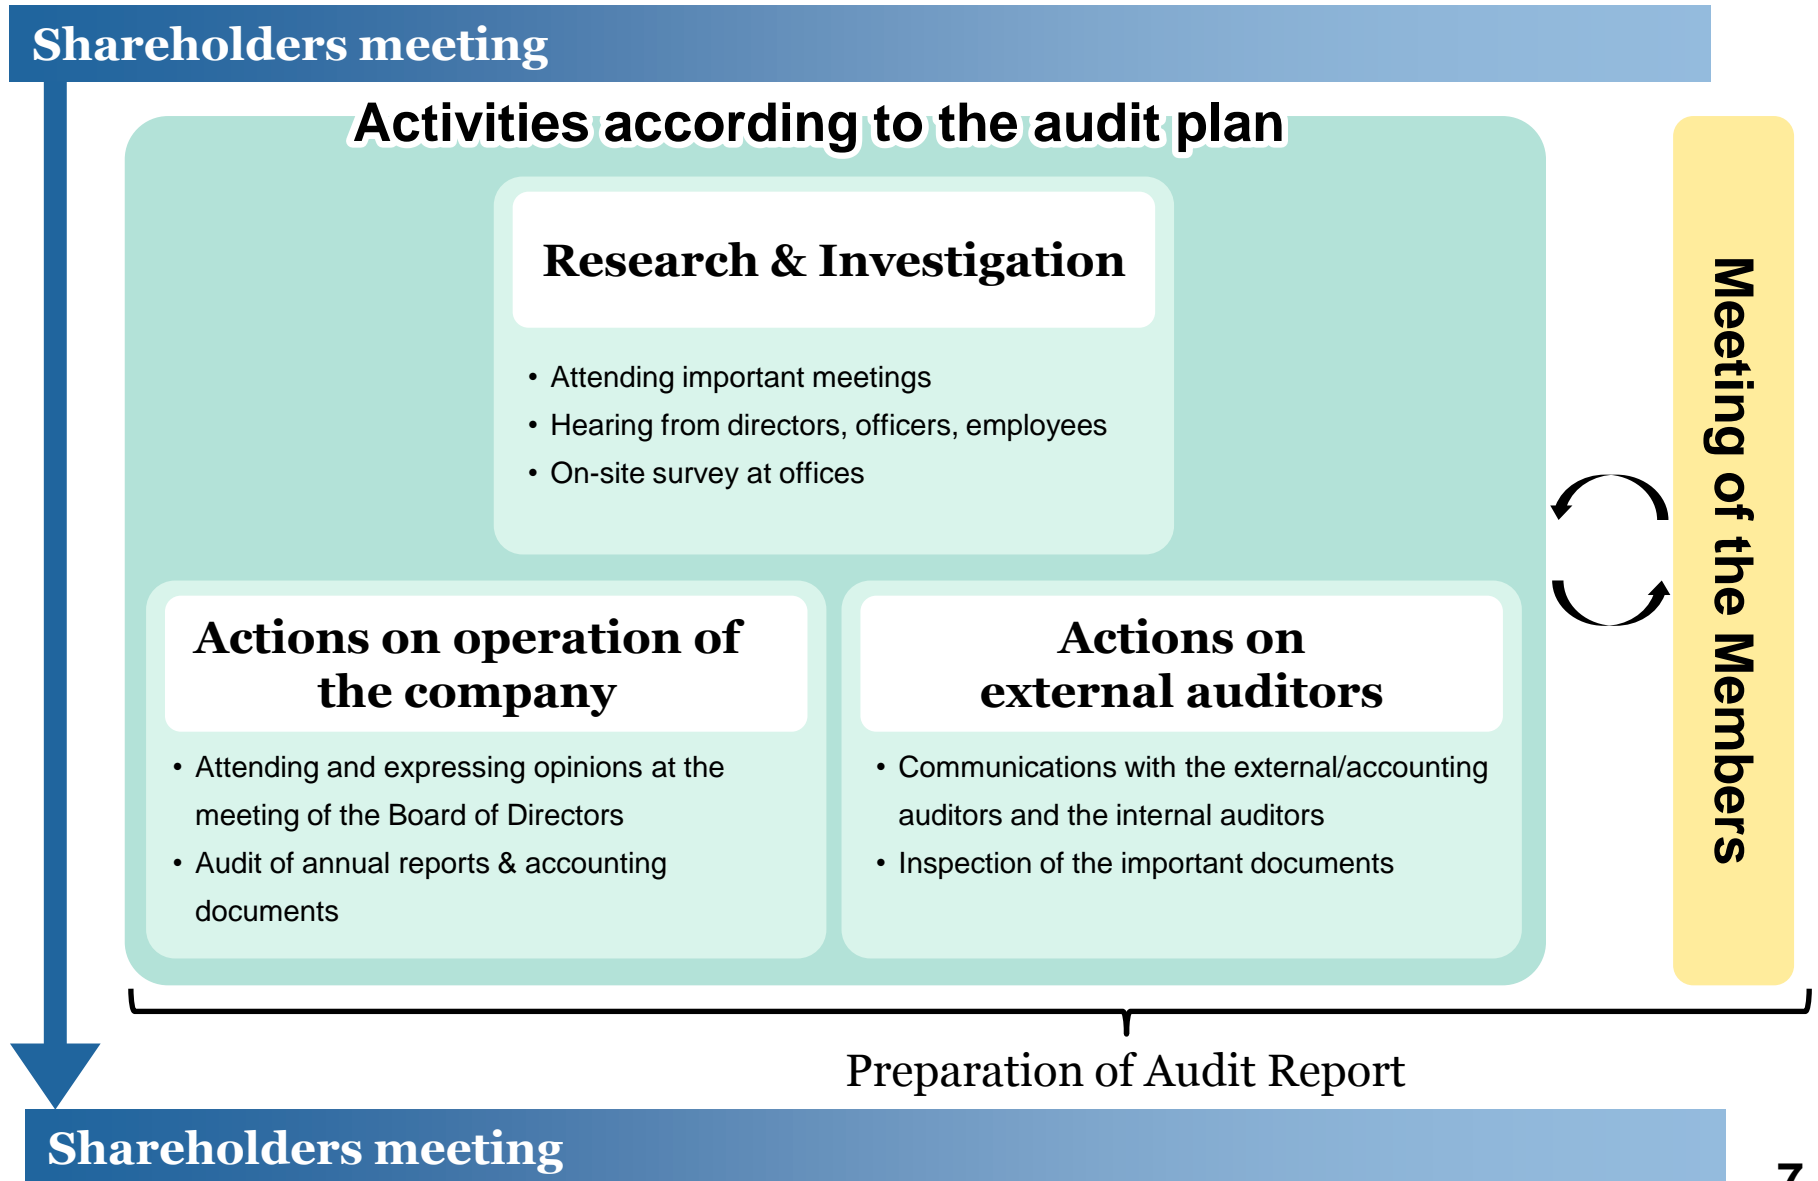 Shareholders meeting
Activities according to the audit plan
Research & Investigation
• Attending important meetings
• Hearing from directors, officers, employees
• On-site survey at offices
Actions on operation of
the company
• Attending and expressing opinions at the
meeting of the Board of Directors
• Audit of annual reports & accounting
documents
Actions on
external auditors
• Communications with the external/accounting
auditors and the internal auditors
• Inspection of the important documents
Meeting of the Members
Preparation of Audit Report
Shareholders meeting
7